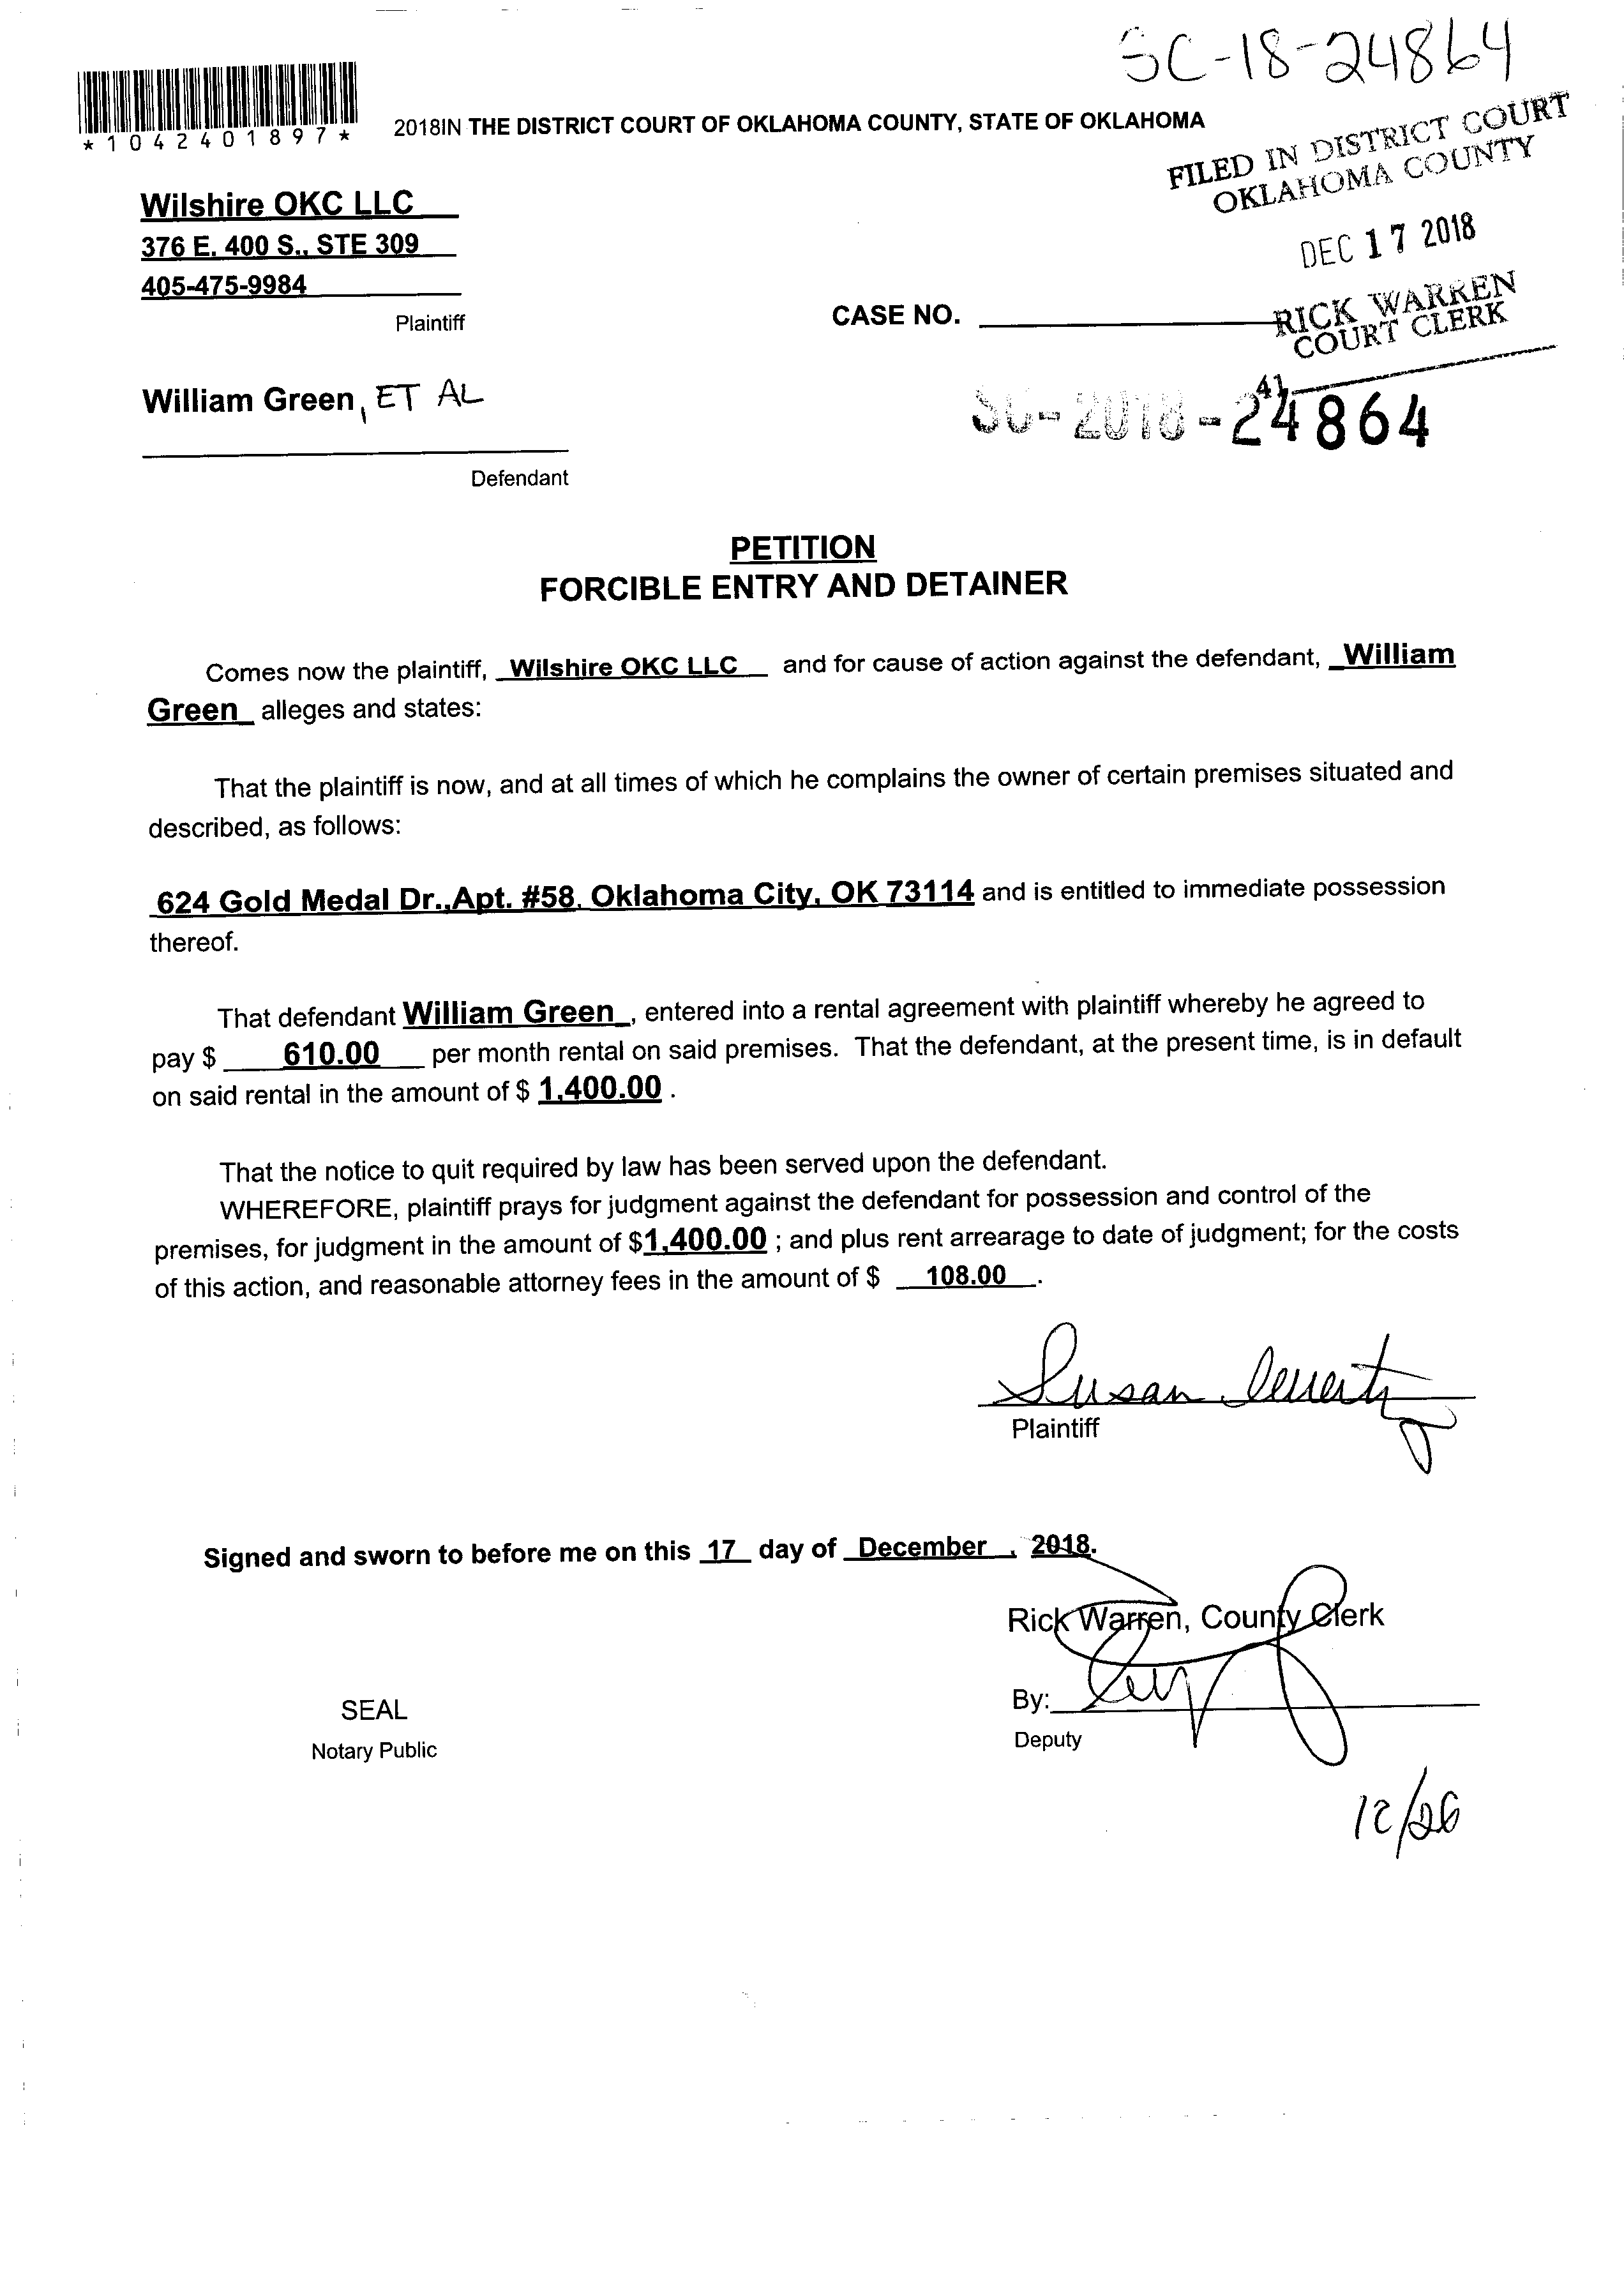 SC-18-24864
*1042401897*
2018IN THE DISTRICT COURT OF OKLAHOMA COUNTY, STATE OF OKLAHOMA
FILED IN DISTRICT COURT
OKLAHOMA COUNTY
Wilshire OKC LLC
376 E. 400 S., STE 309
DEC 17 2018
405-475-9984
Plaintiff
CASE NO.
RICK WARREN
COURT CLERK
41
William Green, ET AL
SC-2018-24864
Defendant
PETITION
FORCIBLE ENTRY AND DETAINER
Comes now the plaintiff, Wilshire OKC LLC and for cause of action against the defendant, William
Green alleges and states:
That the plaintiff is now, and at all times of which he complains the owner of certain premises situated and
described, as follows:
624 Gold Medal Dr.,Apt. #58, Oklahoma City, OK 73114 and is entitled to immediate possession
thereof.
That defendant William Green , entered into a rental agreement with plaintiff whereby he agreed to
pay $ 610.00 per month rental on said premises. That the defendant, at the present time, is in default
on said rental in the amount of $ 1,400.00 .
That the notice to quit required by law has been served upon the defendant.
WHEREFORE, plaintiff prays for judgment against the defendant for possession and control of the
premises, for judgment in the amount of $1,400.00 ; and plus rent arrearage to date of judgment; for the costs
of this action, and reasonable attorney fees in the amount of $ 108.00 .
Susan
Plaintiff
Signed and sworn to before me on this 17 day of December , 2018.
Rick Warren, County Clerk
By:
SEAL
Deputy
Notary Public
12/26